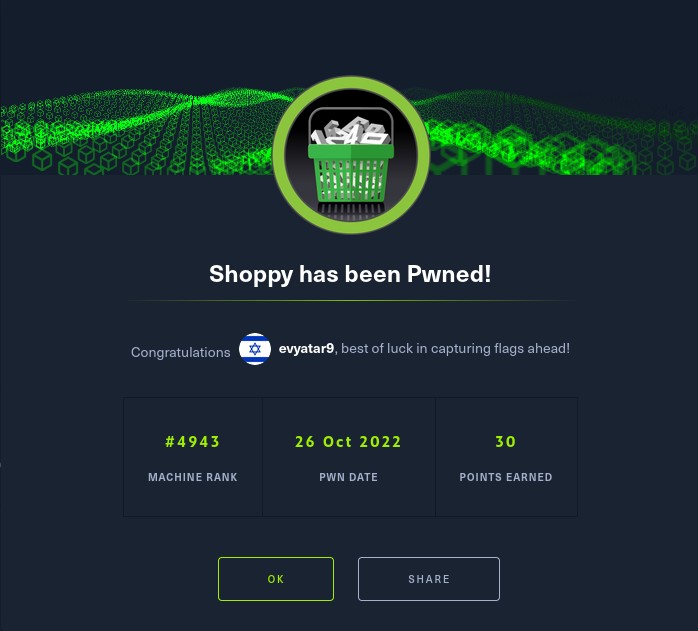 Shoppy has been Pwned!
Congratulations evyatar9, best of luck in capturing flags ahead!
#4943 26 Oct 2022 30
MACHINE RANK PWN DATE POINTS EARNED
OK SHARE